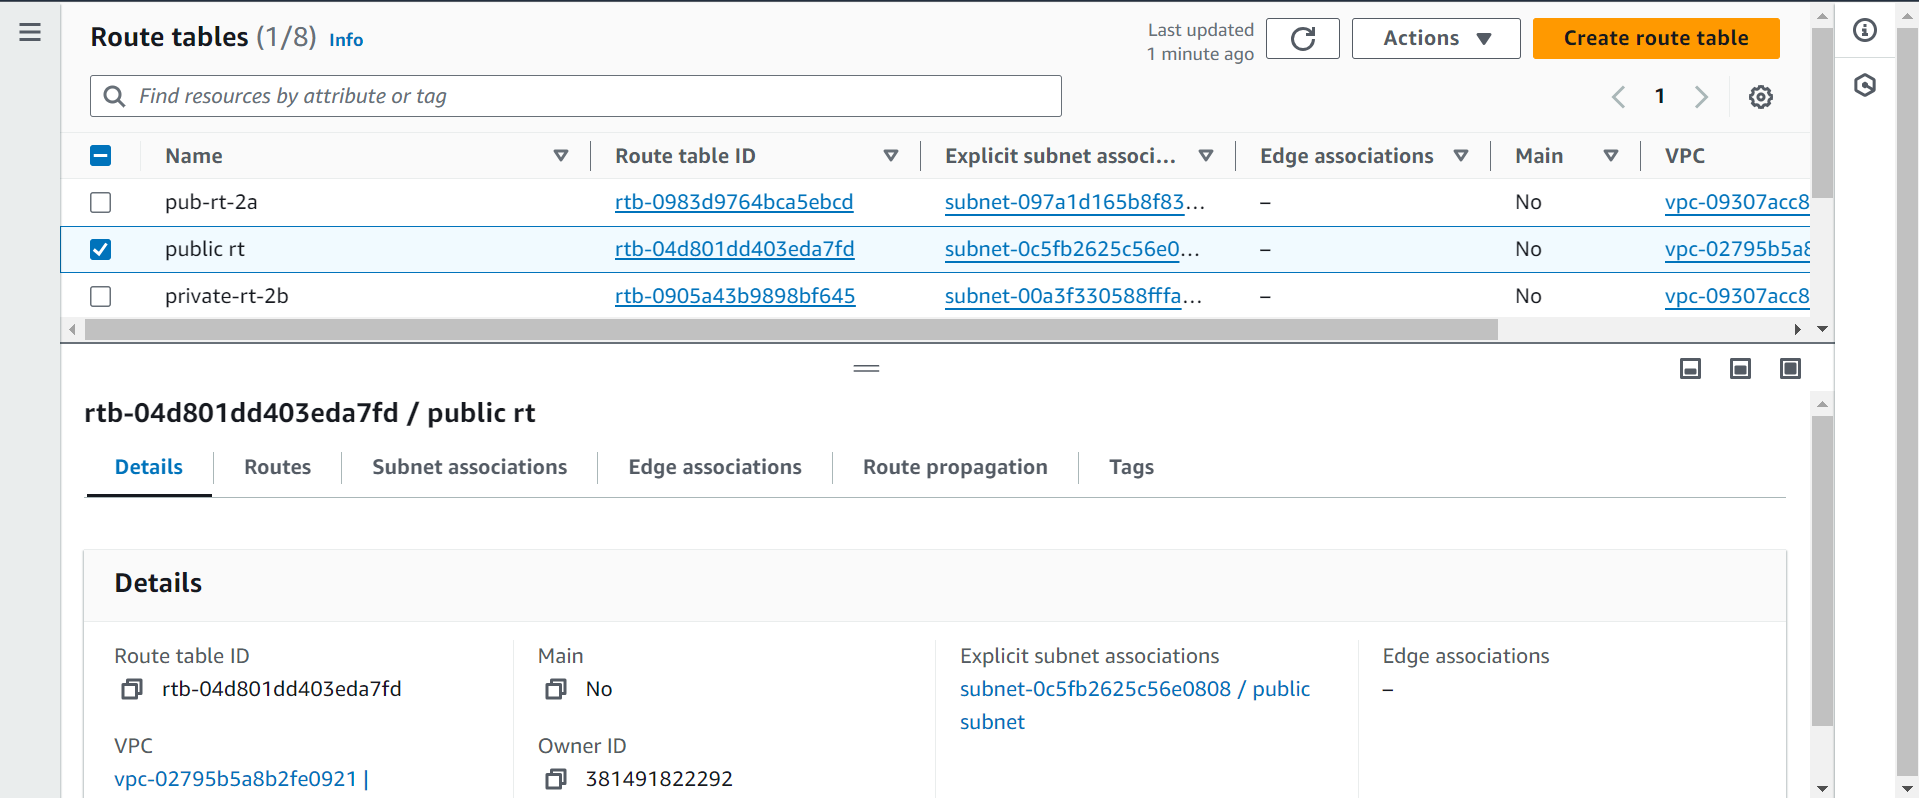 Route tables (1/8) Info
Last updated
1 minute ago
Actions
Create route table
Find resources by attribute or tag
1
Name Route table ID Explicit subnet associ... Edge associations Main VPC
pub-rt-2a rtb-0983d9764bca5ebcd subnet-097a1d165b8f83... – No vpc-09307acc8
public rt rtb-04d801dd403eda7fd subnet-0c5fb2625c56e0... – No vpc-02795b5a8
private-rt-2b rtb-0905a43b9898bf645 subnet-00a3f330588fffa... – No vpc-09307acc8
rtb-04d801dd403eda7fd / public rt
Details Routes Subnet associations Edge associations Route propagation Tags
Details
Route table ID
rtb-04d801dd403eda7fd
Main
No
Explicit subnet associations
subnet-0c5fb2625c56e0808 / public
subnet
Edge associations
–
VPC
vpc-02795b5a8b2fe0921 |
Owner ID
381491822292